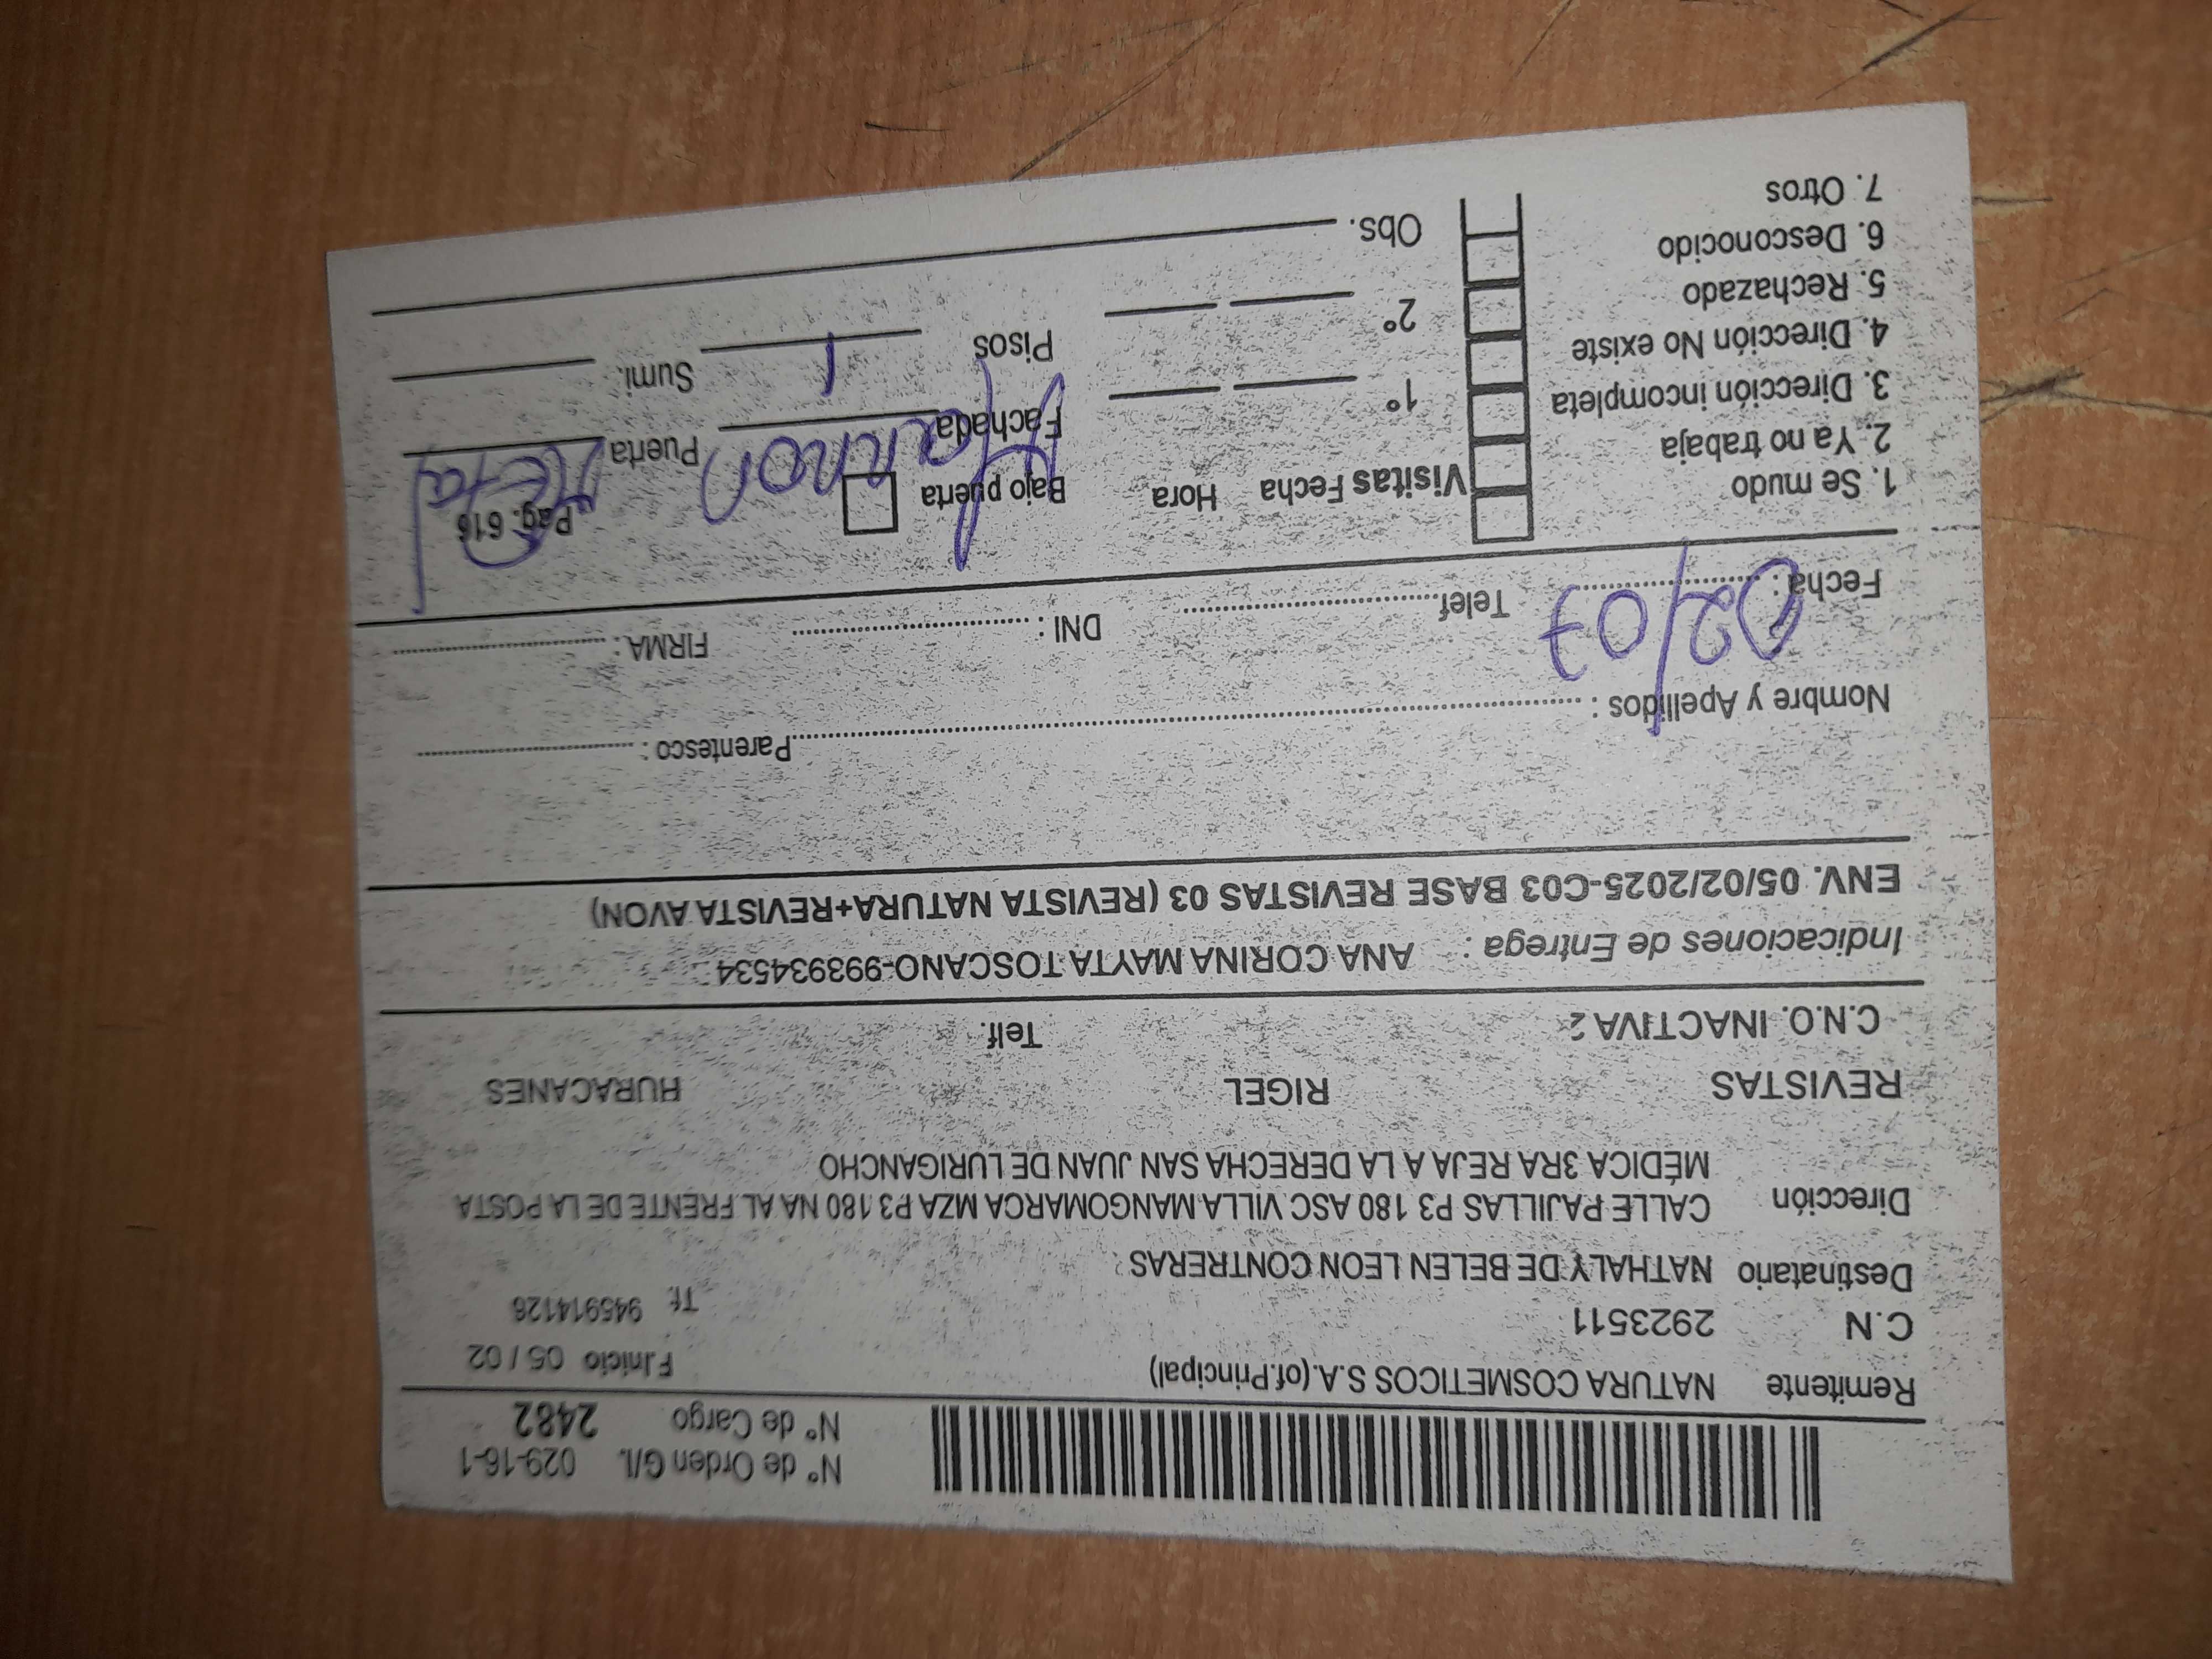 N° de Orden G/I. 029-16-1
N° de Cargo 2482
Remitente NATURA COSMETICOS S.A. (of.Principal) F.Inicio 05 / 02
C.N 2923511 Tf. 945914126
Destinatario NATHALY DE BELEN LEON CONTRERAS
Dirección CALLE PAJILLAS P3 180 ASC VILLA MANGOMARCA MZA P3 180 NA AL FRENTE DE LA POSTA
MÉDICA 3RA REJA A LA DERECHA SAN JUAN DE LURIGANCHO
REVISTAS RIGEL HURACANES
C.N.O. INACTIVA 2 Telf.
Indicaciones de Entrega : ANA CORINA MAYTA TOSCANO-993934534
ENV. 05/02/2025-C03 BASE REVISTAS 03 (REVISTA NATURA+REVISTA AVON)
Nombre y Apellidos : Parentesco :
Fecha : 02/07 Telef DNI : FIRMA :
1. Se mudo Visitas Fecha Hora Bajo puerta Pag. 616
2. Ya no trabaja Fachada Marron Puerta Metal
3. Dirección incompleta 1°
4. Dirección No existe Pisos 1 Sumi.
5. Rechazado 2°
6. Desconocido Obs.
7. Otros